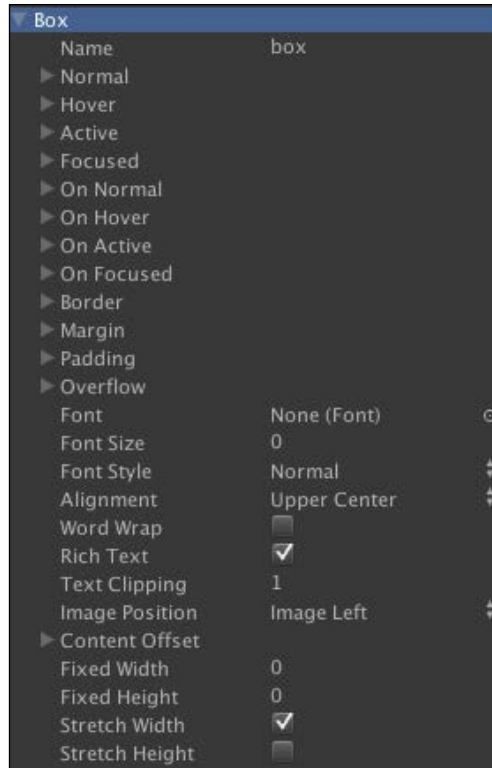 Box
Name box
Normal
Hover
Active
Focused
On Normal
On Hover
On Active
On Focused
Border
Margin
Padding
Overflow
Font None (Font)
Font Size 0
Font Style Normal
Alignment Upper Center
Word Wrap
Rich Text
Text Clipping 1
Image Position Image Left
Content Offset
Fixed Width 0
Fixed Height 0
Stretch Width
Stretch Height